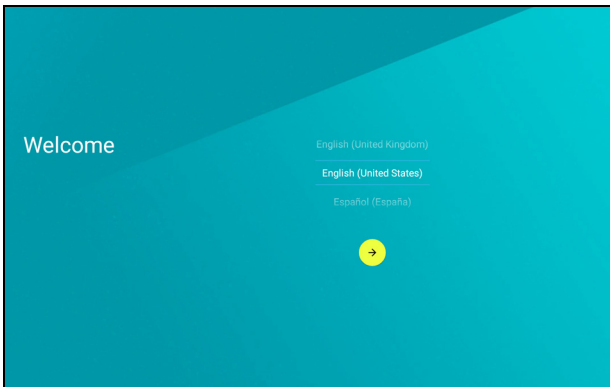 Welcome
English (United Kingdom)
English (United States)
Español (España)